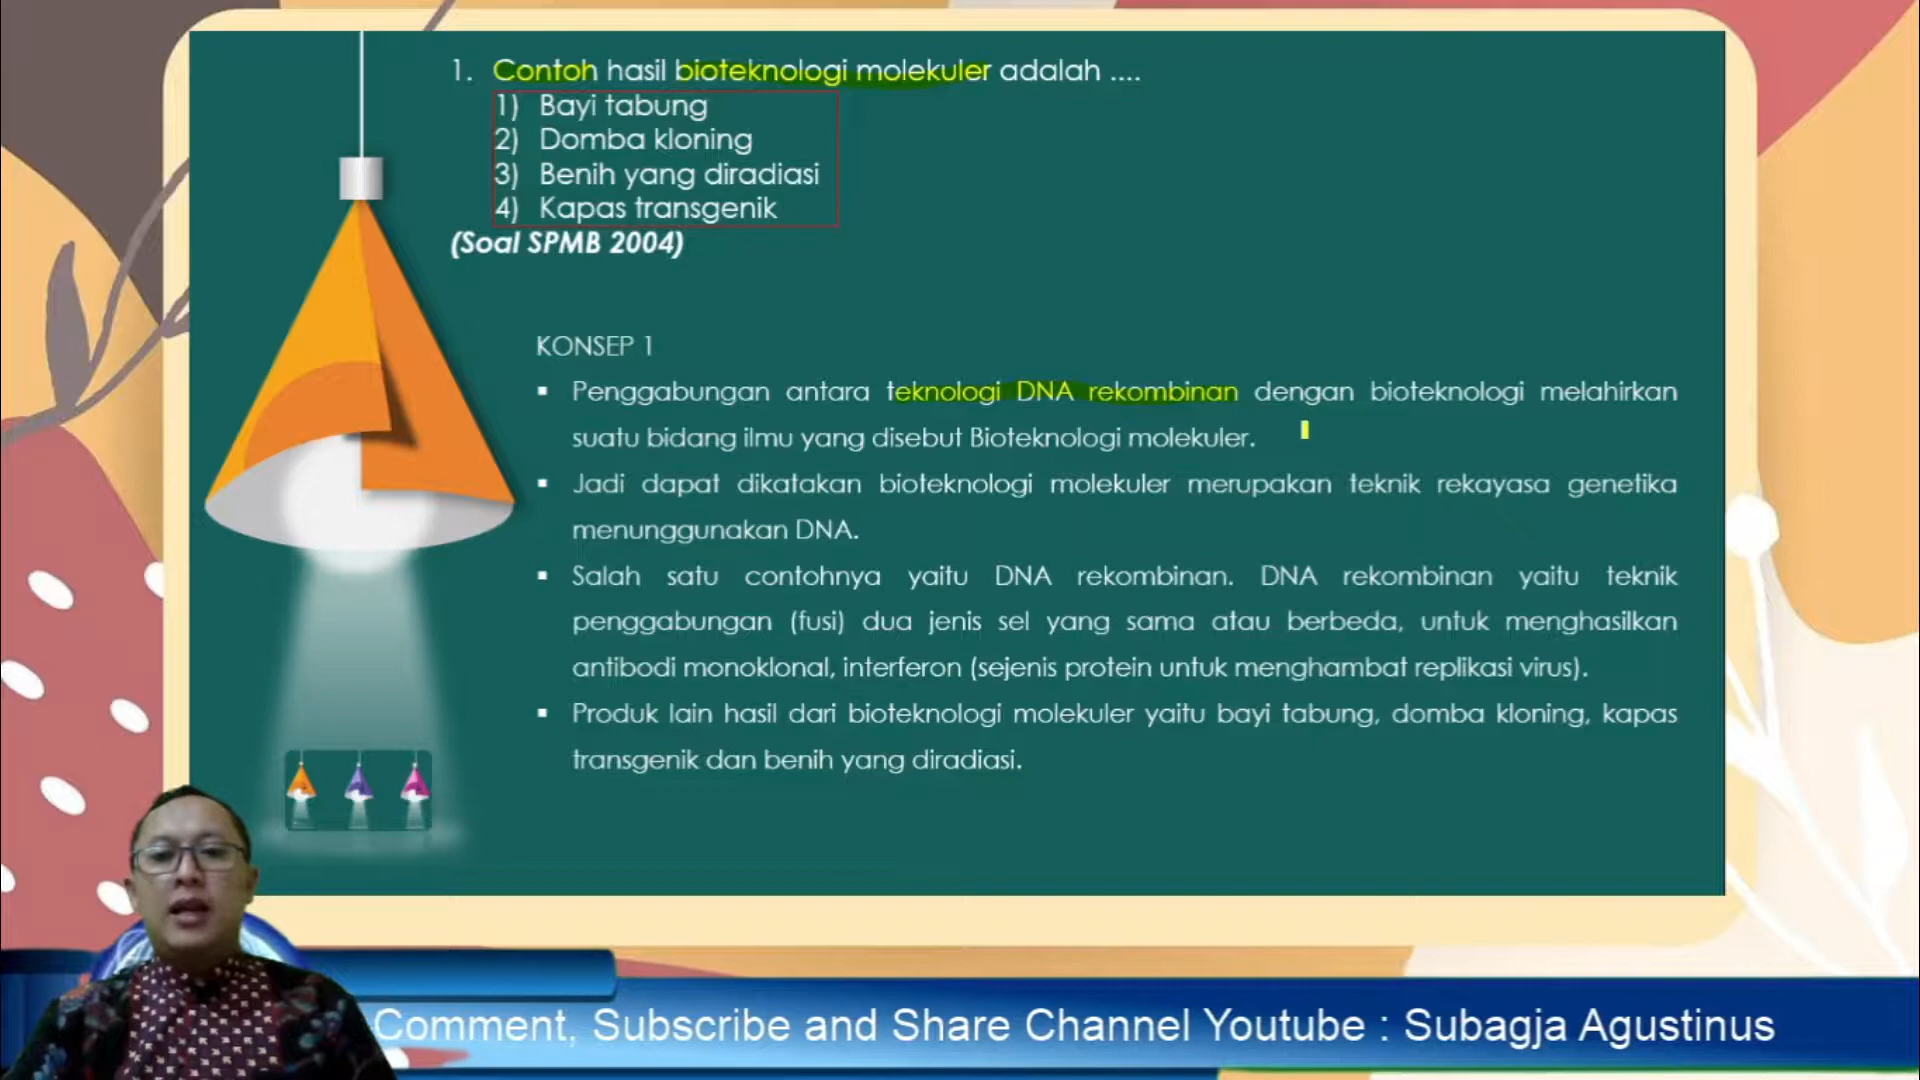 1. Contoh hasil bioteknologi molekuler adalah ....
1) Bayi tabung
2) Domba kloning
3) Benih yang diradiasi
4) Kapas transgenik
(Soal SPMB 2004)
KONSEP 1
▪ Penggabungan antara teknologi DNA rekombinan dengan bioteknologi melahirkan
suatu bidang ilmu yang disebut Bioteknologi molekuler.
▪ Jadi dapat dikatakan bioteknologi molekuler merupakan teknik rekayasa genetika
menunggunakan DNA.
▪ Salah satu contohnya yaitu DNA rekombinan. DNA rekombinan yaitu teknik
penggabungan (fusi) dua jenis sel yang sama atau berbeda, untuk menghasilkan
antibodi monoklonal, interferon (sejenis protein untuk menghambat replikasi virus).
▪ Produk lain hasil dari bioteknologi molekuler yaitu bayi tabung, domba kloning, kapas
transgenik dan benih yang diradiasi.
Comment, Subscribe and Share Channel Youtube : Subagja Agustinus